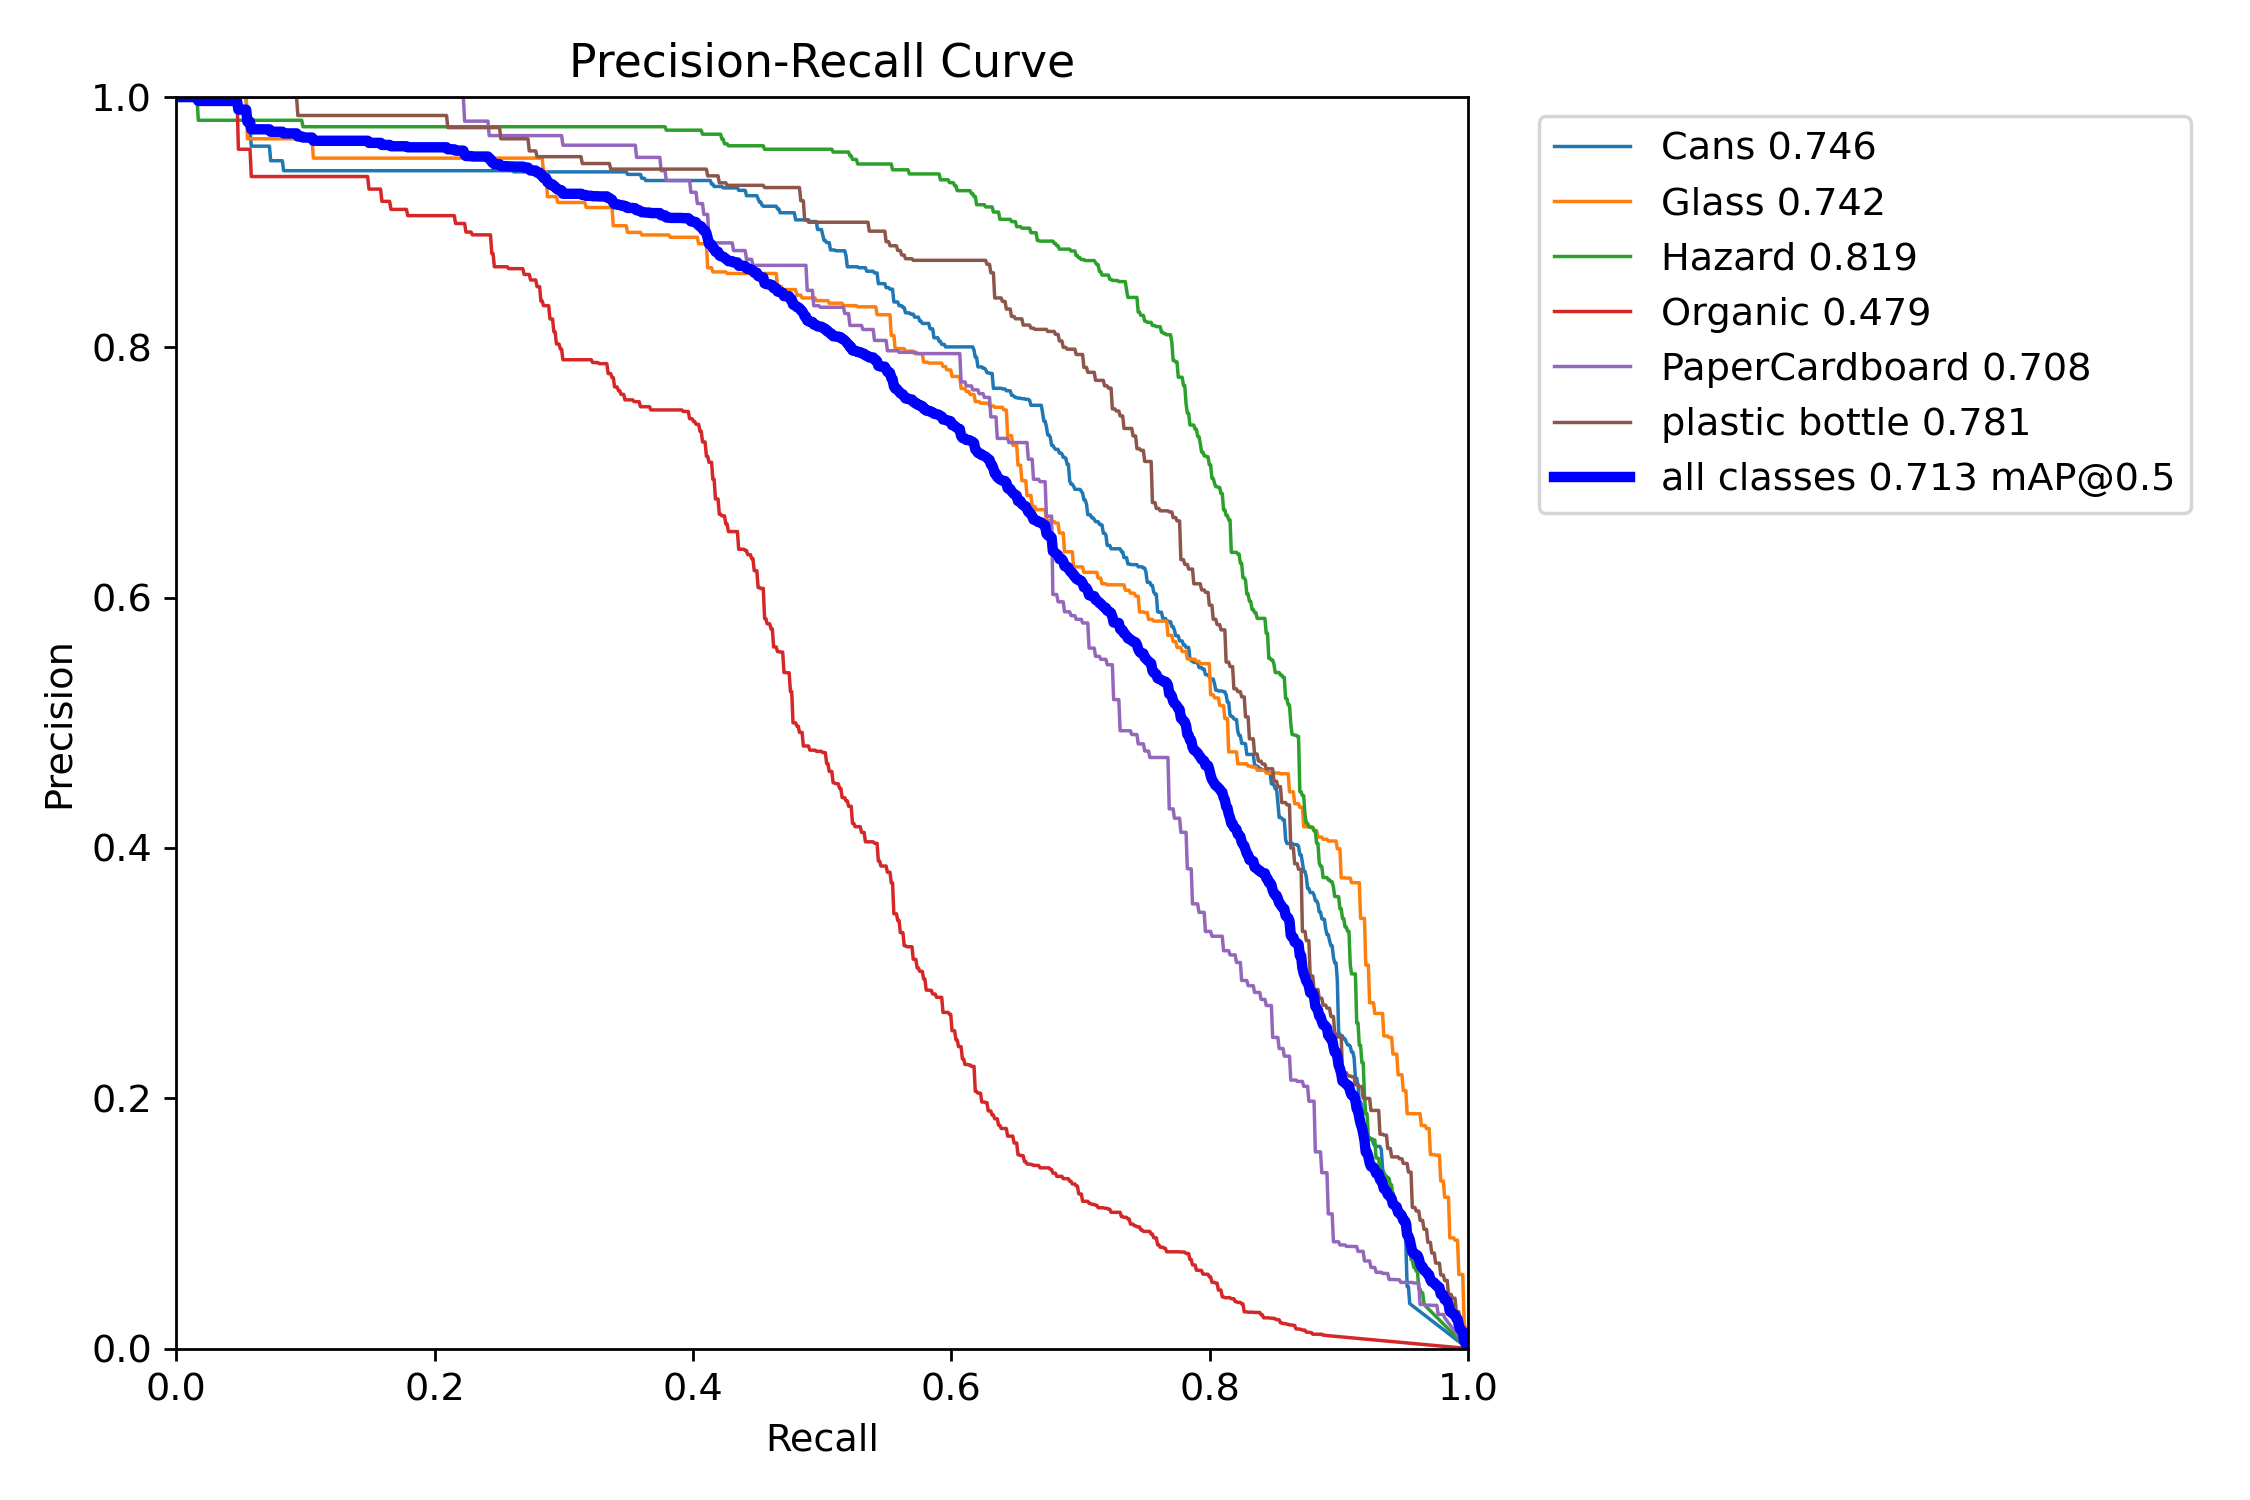 Precision-Recall Curve
1.0
0.8
0.6
0.4
0.2
0.0
Precision
0.0 0.2 0.4 0.6 0.8 1.0
Recall
Cans 0.746
Glass 0.742
Hazard 0.819
Organic 0.479
PaperCardboard 0.708
plastic bottle 0.781
all classes 0.713 mAP@0.5